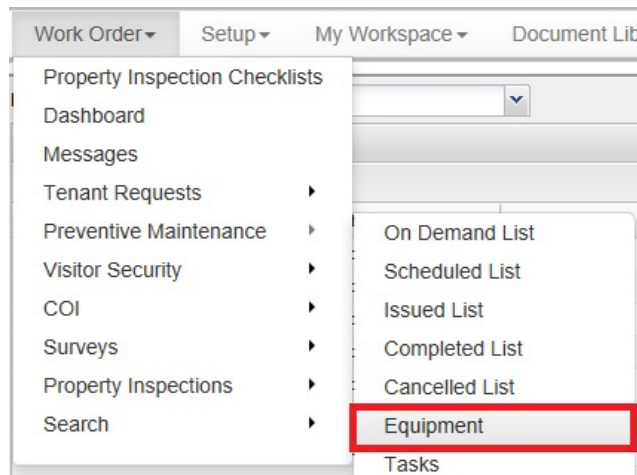 Work Order Setup My Workspace Document Lib
Property Inspection Checklists
Dashboard
Messages
Tenant Requests
Preventive Maintenance
Visitor Security
COI
Surveys
Property Inspections
Search
On Demand List
Scheduled List
Issued List
Completed List
Cancelled List
Equipment
Tasks